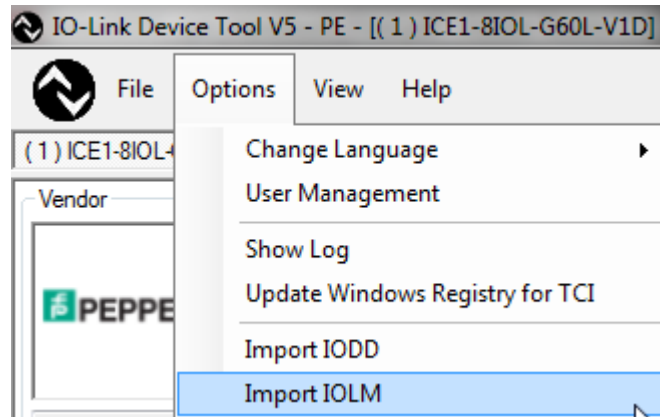 IO-Link Device Tool V5 - PE - [( 1 ) ICE1-8IOL-G60L-V1D]
File Options View Help
( 1 ) ICE1-8IOL-
Change Language
Vendor
User Management
Show Log
PEPPE
Update Windows Registry for TCI
Import IODD
Import IOLM